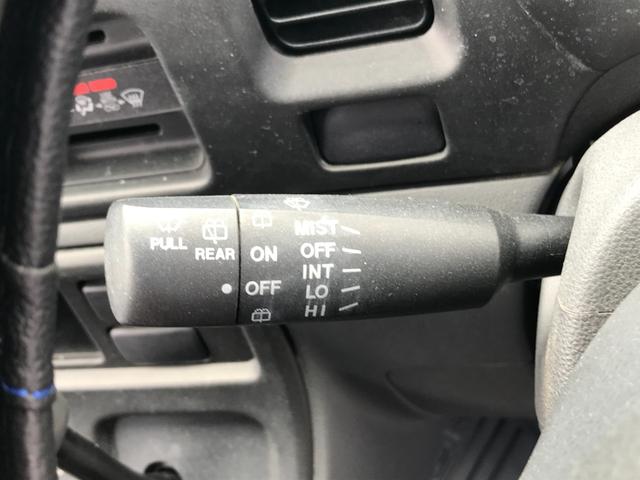 PULL
REAR
ON
OFF
MIST
OFF
INT
LO
HI